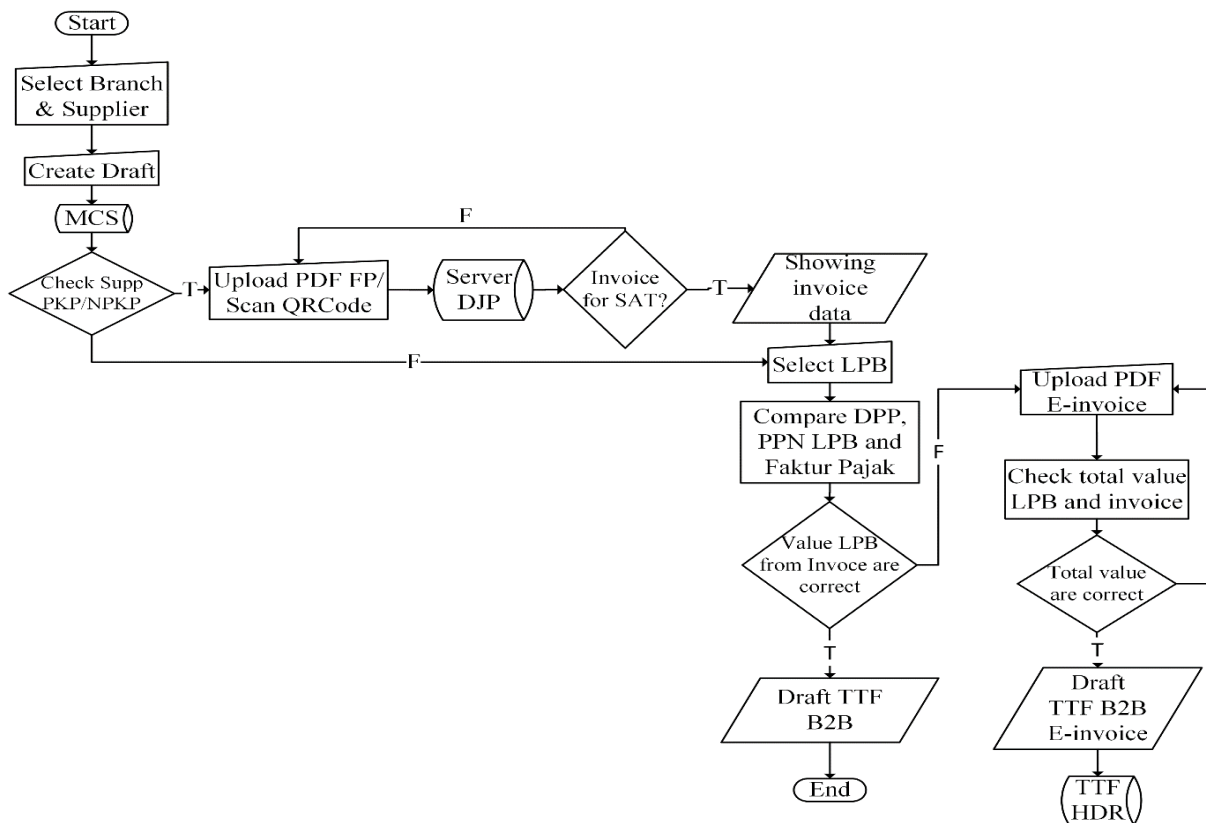 Start
Select Branch
& Supplier
Create Draft
MCS
Check Supp
PKP/NPKP
T
F
Upload PDF FP/
Scan QRCode
Server
DJP
F
Invoice
for SAT?
T
Showing
invoice
data
Select LPB
Compare DPP,
PPN LPB and
Faktur Pajak
Value LPB
from Invoce are
correct
F
T
Draft TTF
B2B
End
Upload PDF
E-invoice
Check total value
LPB and invoice
Total value
are correct
T
Draft
TTF B2B
E-invoice
TTF
HDR